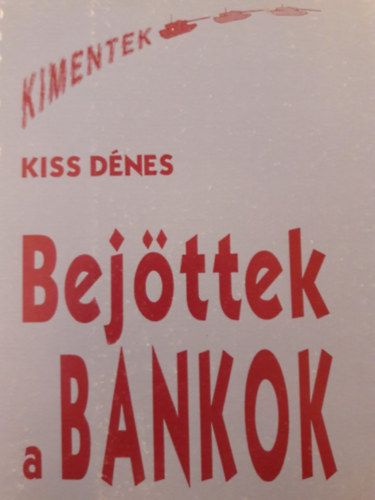 KIMENTEK
KISS DÉNES
Bejöttek
a BANKOK